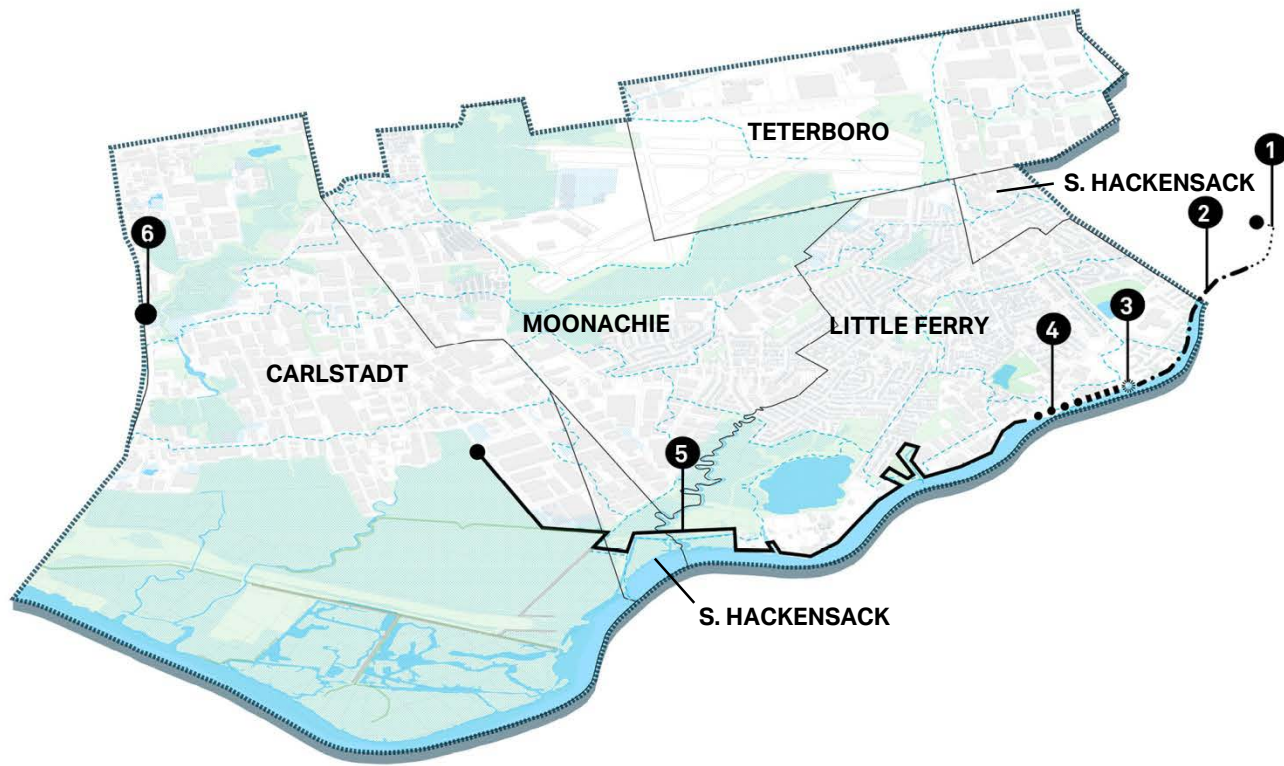 TETERBORO
1
S. HACKENSACK
2
6
3
MOONACHIE
LITTLE FERRY
4
CARLSTADT
5
S. HACKENSACK